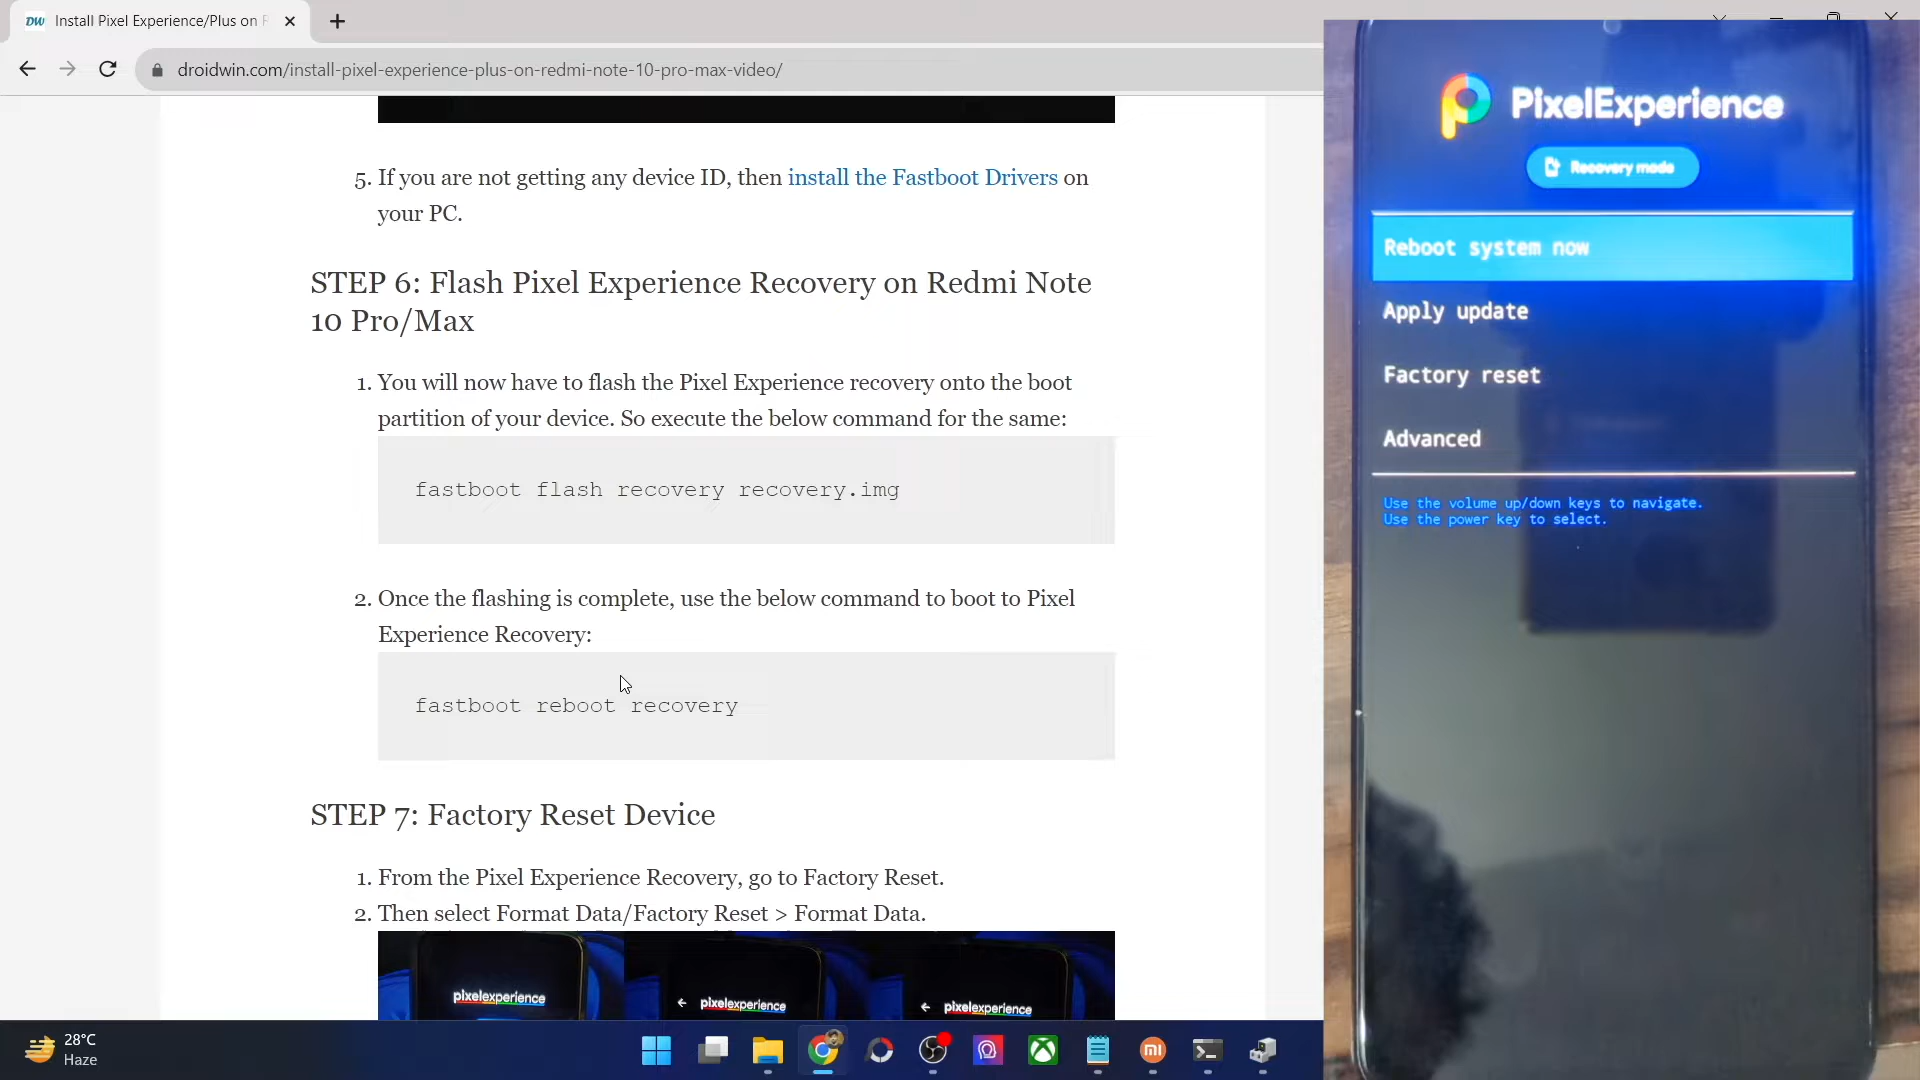 DW Install Pixel Experience/Plus on R
droidwin.com/install-pixel-experience-plus-on-redmi-note-10-pro-max-video/
5. If you are not getting any device ID, then install the Fastboot Drivers on
your PC.
STEP 6: Flash Pixel Experience Recovery on Redmi Note
10 Pro/Max
1. You will now have to flash the Pixel Experience recovery onto the boot
partition of your device. So execute the below command for the same:
fastboot flash recovery recovery.img
2. Once the flashing is complete, use the below command to boot to Pixel
Experience Recovery:
fastboot reboot recovery
STEP 7: Factory Reset Device
1. From the Pixel Experience Recovery, go to Factory Reset.
2. Then select Format Data/Factory Reset > Format Data.
pixelexperience
pixelexperience
pixelexperience
28°C
Haze
mi
PixelExperience
Recovery mode
Reboot system now
Apply update
Factory reset
Advanced
Use the volume up/down keys to navigate.
Use the power key to select.